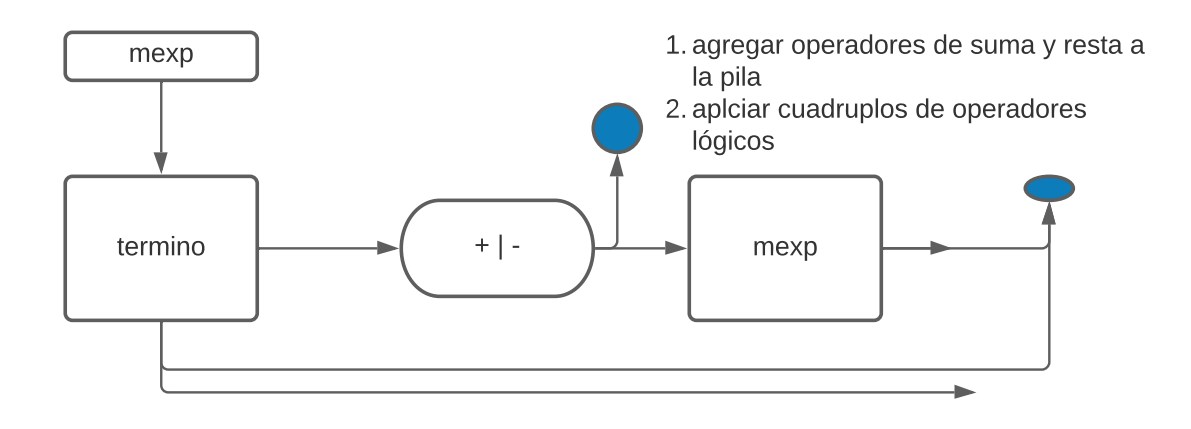 mexp
1. agregar operadores de suma y resta a
la pila
2. aplciar cuadruplos de operadores
lógicos
termino
+ | -
mexp